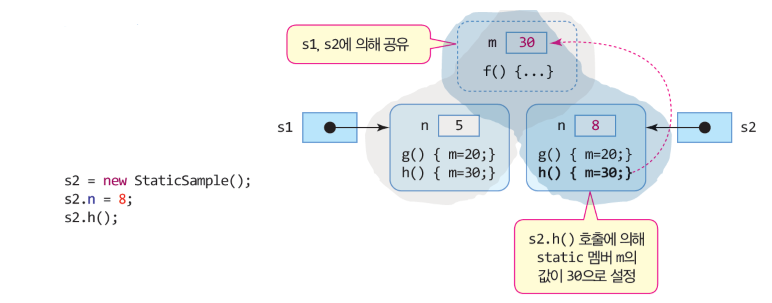 s1, s2에 의해 공유
m 30
f() {...}
s1
n 5
g() { m=20;}
h() { m=30;}
n 8
g() { m=20;}
h() { m=30;}
s2
s2 = new StaticSample();
s2.n = 8;
s2.h();
s2.h() 호출에 의해
static 멤버 m의
값이 30으로 설정